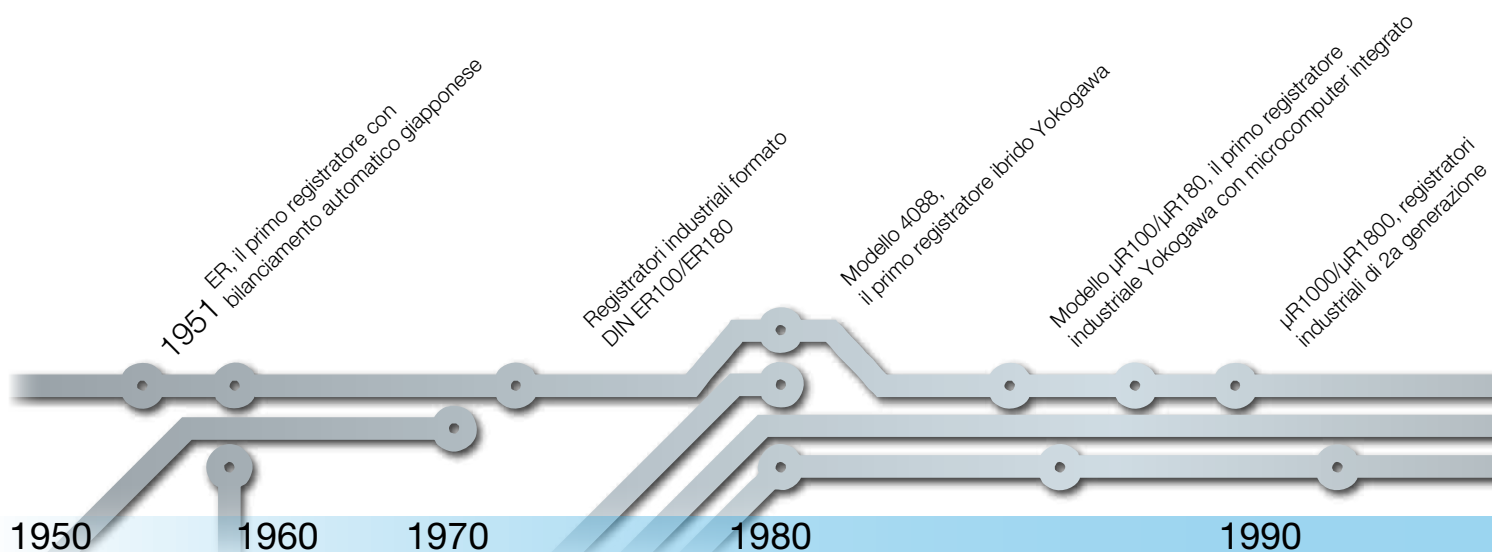 1951 ER, il primo registratore con
bilanciamento automatico giapponese
Registratori industriali formato
DIN ER100/ER180
Modello 4088,
il primo registratore ibrido Yokogawa
Modello µR100/µR180, il primo registratore
industriale Yokogawa con microcomputer integrato
µR1000/µR1800, registratori
industriali di 2a generazione
1950 1960 1970 1980 1990